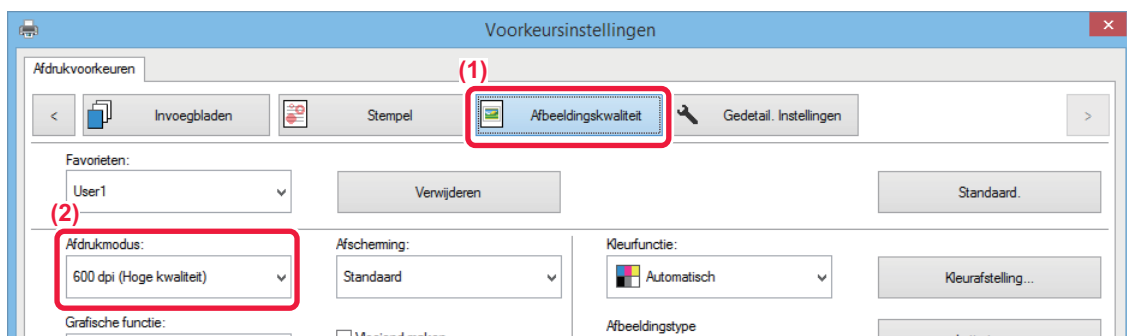 Voorkeursinstellingen
Afdrukvoorkeuren
(1)
< Invoegbladen Stempel Afbeeldingskwaliteit Gedetail. Instellingen >
Favorieten:
User1 Verwijderen Standaard.
(2)
Afdrukmodus: Afscherming: Kleurfunctie:
600 dpi (Hoge kwaliteit) Standaard Automatisch Kleurafstelling...
Grafische functie: Afbeeldingstype